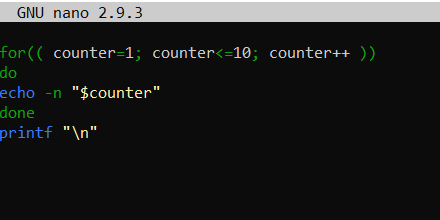 GNU nano 2.9.3
for(( counter=1; counter<=10; counter++ ))
do
echo -n "$counter"
done
printf "\n"